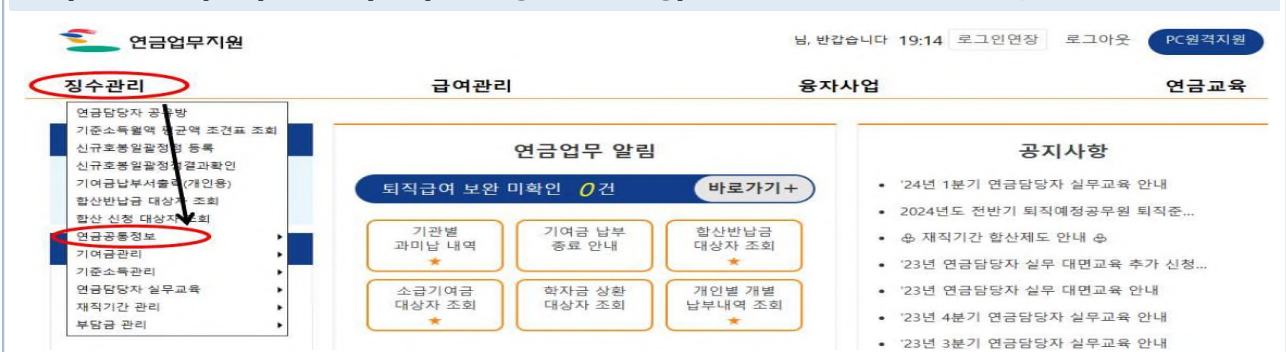 연금업무지원
님, 반갑습니다 19:14 로그인연장 로그아웃 PC원격지원
징수관리 급여관리 융자사업 연금교육
연금담당자 공유방
기준소득월액 평균액 조견표 조회
신규호봉일괄정정 등록
신규호봉일괄정정결과확인
기여금납부서출력(개인용)
합산반납금 대상자 조회
합산 신청 대상자 조회
연금공통정보
기여금관리
기준소득관리
연금담당자 실무교육
재직기간 관리
부담금 관리
연금업무 알림
퇴직급여 보완 미확인 0건 바로가기+
기관별
과미납 내역
기여금 납부
종료 안내
합산반납금
대상자 조회
소급기여금
대상자 조회
학자금 상환
대상자 조회
개인별 개별
납부내역 조회
공지사항
'24년 1분기 연금담당자 실무교육 안내
2024년도 전반기 퇴직예정공무원 퇴직준...
♧ 재직기간 합산제도 안내 ♧
'23년 연금담당자 실무 대면교육 추가 신청...
'23년 연금담당자 실무 대면교육 안내
'23년 4분기 연금담당자 실무교육 안내
'23년 3분기 연금담당자 실무교육 안내